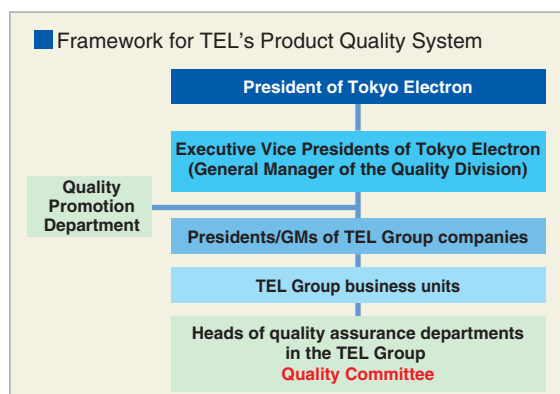 Framework for TEL's Product Quality System
President of Tokyo Electron
Executive Vice Presidents of Tokyo Electron
(General Manager of the Quality Division)
Quality
Promotion
Department
Presidents/GMs of TEL Group companies
TEL Group business units
Heads of quality assurance departments
in the TEL Group
Quality Committee